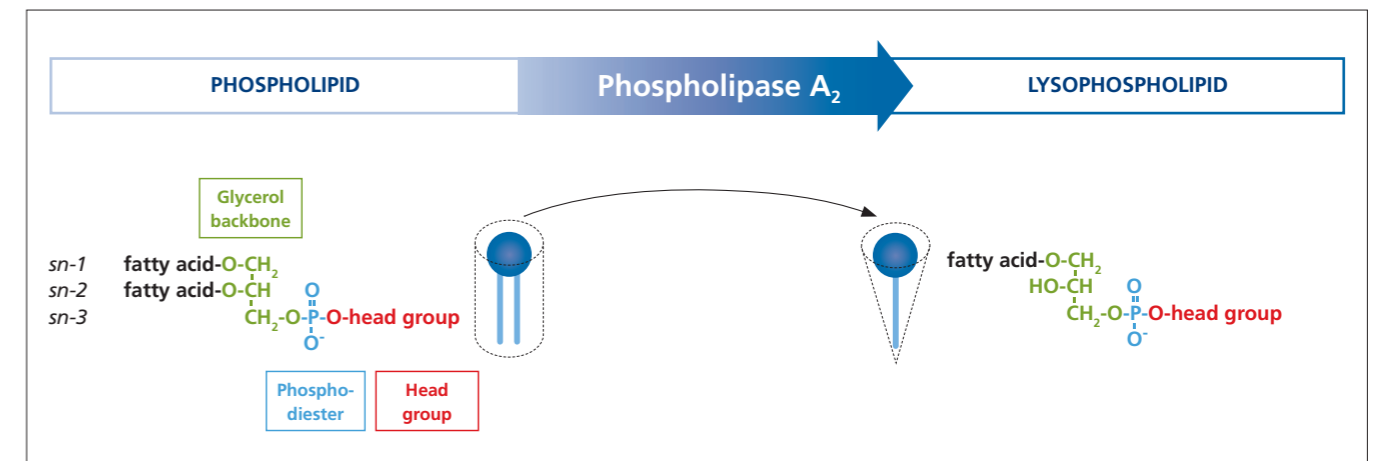 PHOSPHOLIPID
Phospholipase A₂
LYSOPHOSPHOLIPID
Glycerol
backbone
sn-1 fatty acid-O-CH₂
sn-2 fatty acid-O-CH O
sn-3 CH₂-O-P-O-head group
O⁻
Phospho-
diester
Head
group
fatty acid-O-CH₂
HO-CH O
CH₂-O-P-O-head group
O⁻